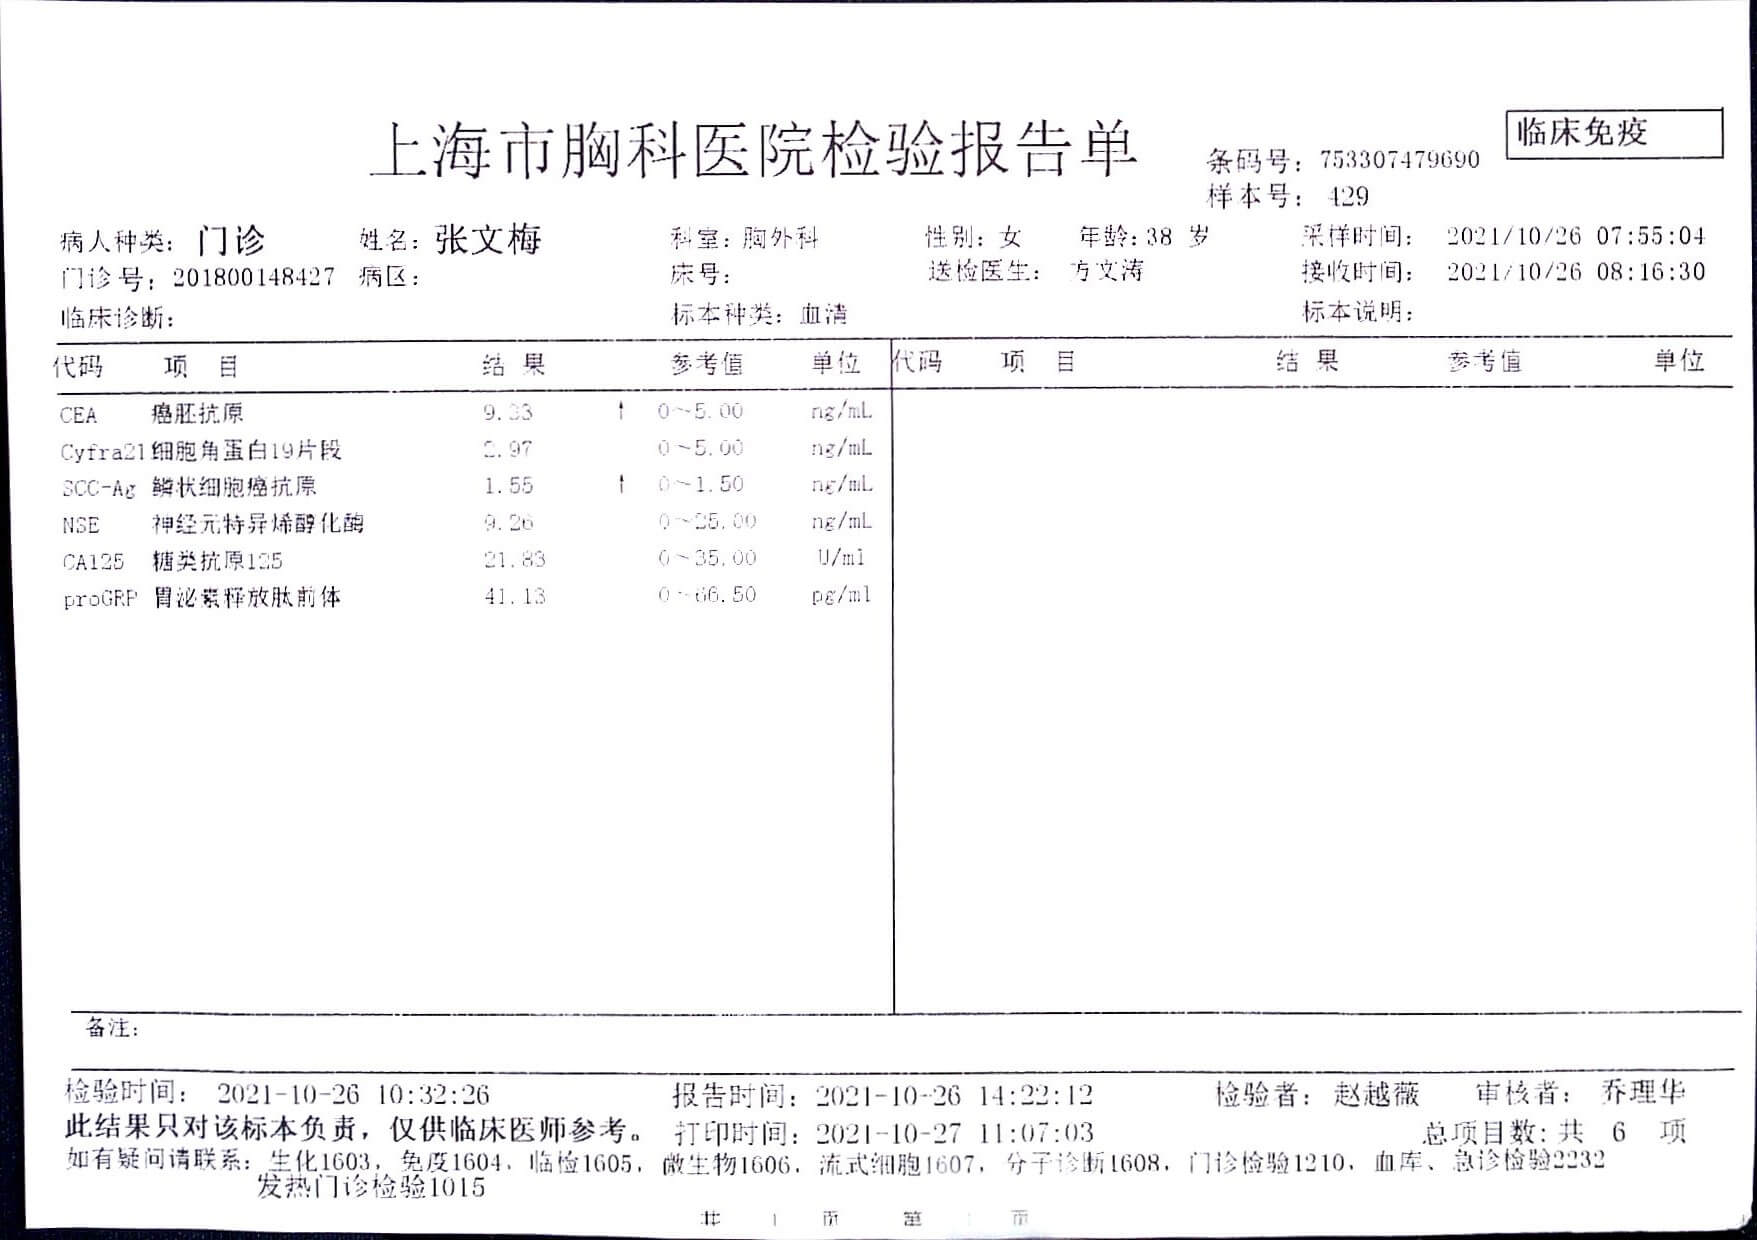 上海市胸科医院检验报告单
临床免疫
条码号: 753307479690
样本号: 429
病人种类: 门诊 姓名: 张文梅 科室: 胸外科 性别: 女 年龄: 38 岁 采样时间: 2021/10/26 07:55:04
门诊号: 201800148427 病区: 床号: 送检医生: 方文涛 接收时间: 2021/10/26 08:16:30
临床诊断: 标本种类: 血清 标本说明:
代码 项目 结果 参考值 单位 代码 项目 结果 参考值 单位
CEA 癌胚抗原 9.33 ↑ 0~5.00 ng/mL
Cyfra21 细胞角蛋白19片段 2.97 0~5.00 ng/mL
SCC-Ag 鳞状细胞癌抗原 1.55 ↑ 0~1.50 ng/mL
NSE 神经元特异烯醇化酶 9.26 0~25.00 ng/mL
CA125 糖类抗原125 21.83 0~35.00 U/ml
proGRP 胃泌素释放肽前体 41.13 0~66.50 pg/ml
备注:
检验时间: 2021-10-26 10:32:26 报告时间: 2021-10-26 14:22:12 检验者: 赵越薇 审核者: 乔理华
此结果只对该标本负责，仅供临床医师参考。 打印时间: 2021-10-27 11:07:03 总项目数: 共 6 项
如有疑问请联系: 生化1603, 免疫1604, 临检1605, 微生物1606, 流式细胞1607, 分子诊断1608, 门诊检验1210, 血库、急诊检验2232
发热门诊检验1015
共 1 页 第 页